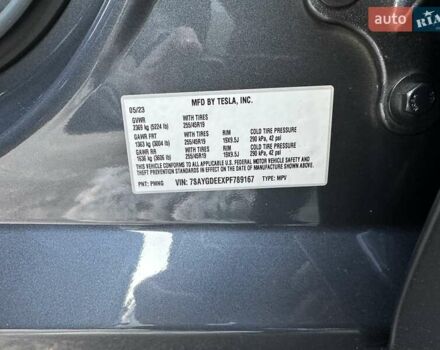 auto RIA
MFD BY TESLA, INC.
05/23
GVWR WITH TIRES
2369 kg (5224 lb) 255/45R19
GAWR FRT WITH TIRES RIM COLD TIRE PRESSURE
1363 kg (3004 lb) 255/45R19 19X9.5J 290 kPa, 42 psi
GAWR RR WITH TIRES RIM COLD TIRE PRESSURE
1636 kg (3606 lb) 255/45R19 19X9.5J 290 kPa, 42 psi
THIS VEHICLE CONFORMS TO ALL APPLICABLE U.S. FEDERAL MOTOR VEHICLE SAFETY
AND THEFT PREVENTION STANDARDS IN EFFECT ON THE DATE OF MANUFACTURE SHOWN ABOVE.
PNT: PMNG VIN: 7SAYGDEEXPF789167 TYPE: MPV